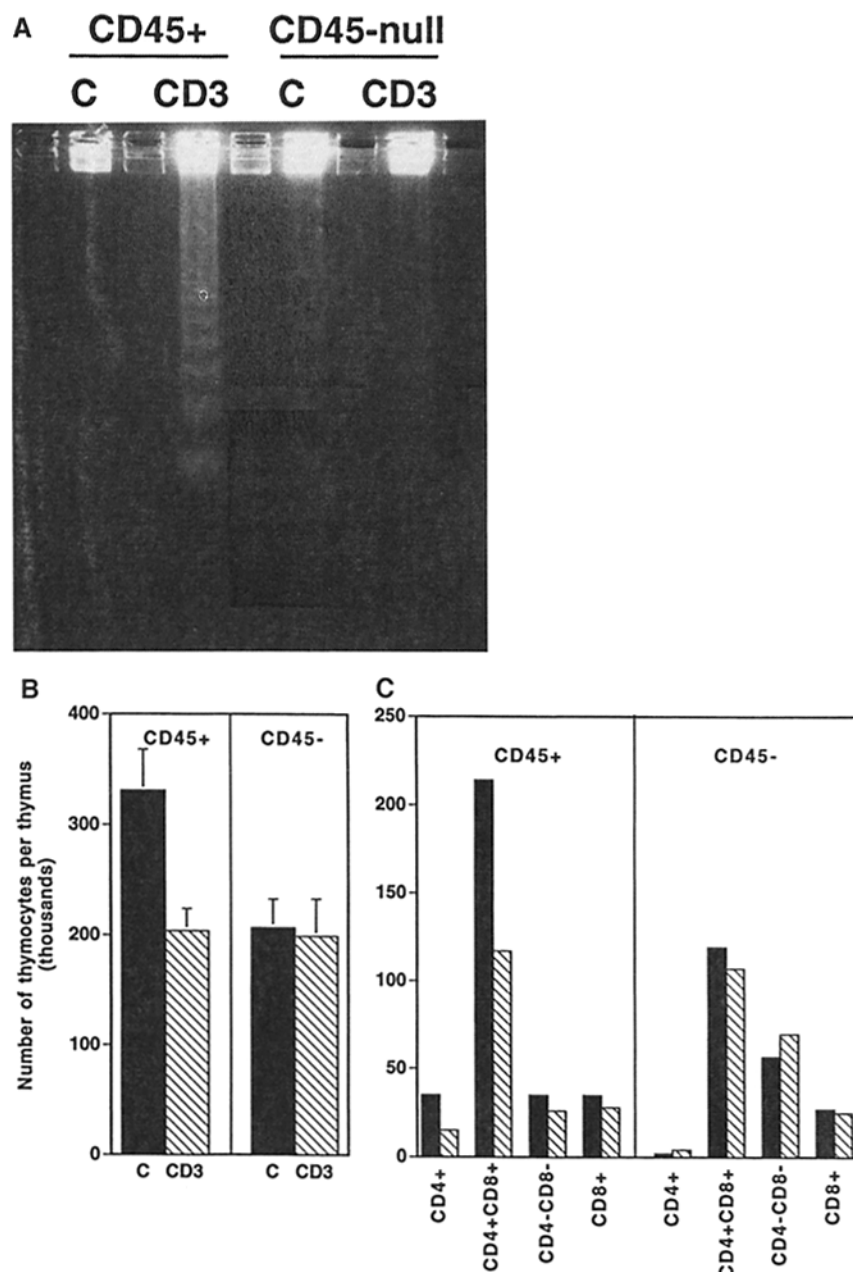 A
CD45+ CD45-null
C CD3 C CD3
B
Number of thymocytes per thymus
(thousands)
400
300
200
100
0
CD45+ CD45-
C CD3 C CD3
C
250
200
150
100
50
0
CD45+ CD45-
CD4+
CD4+CD8+
CD4-CD8-
CD8+
CD4+
CD4+CD8+
CD4-CD8-
CD8+